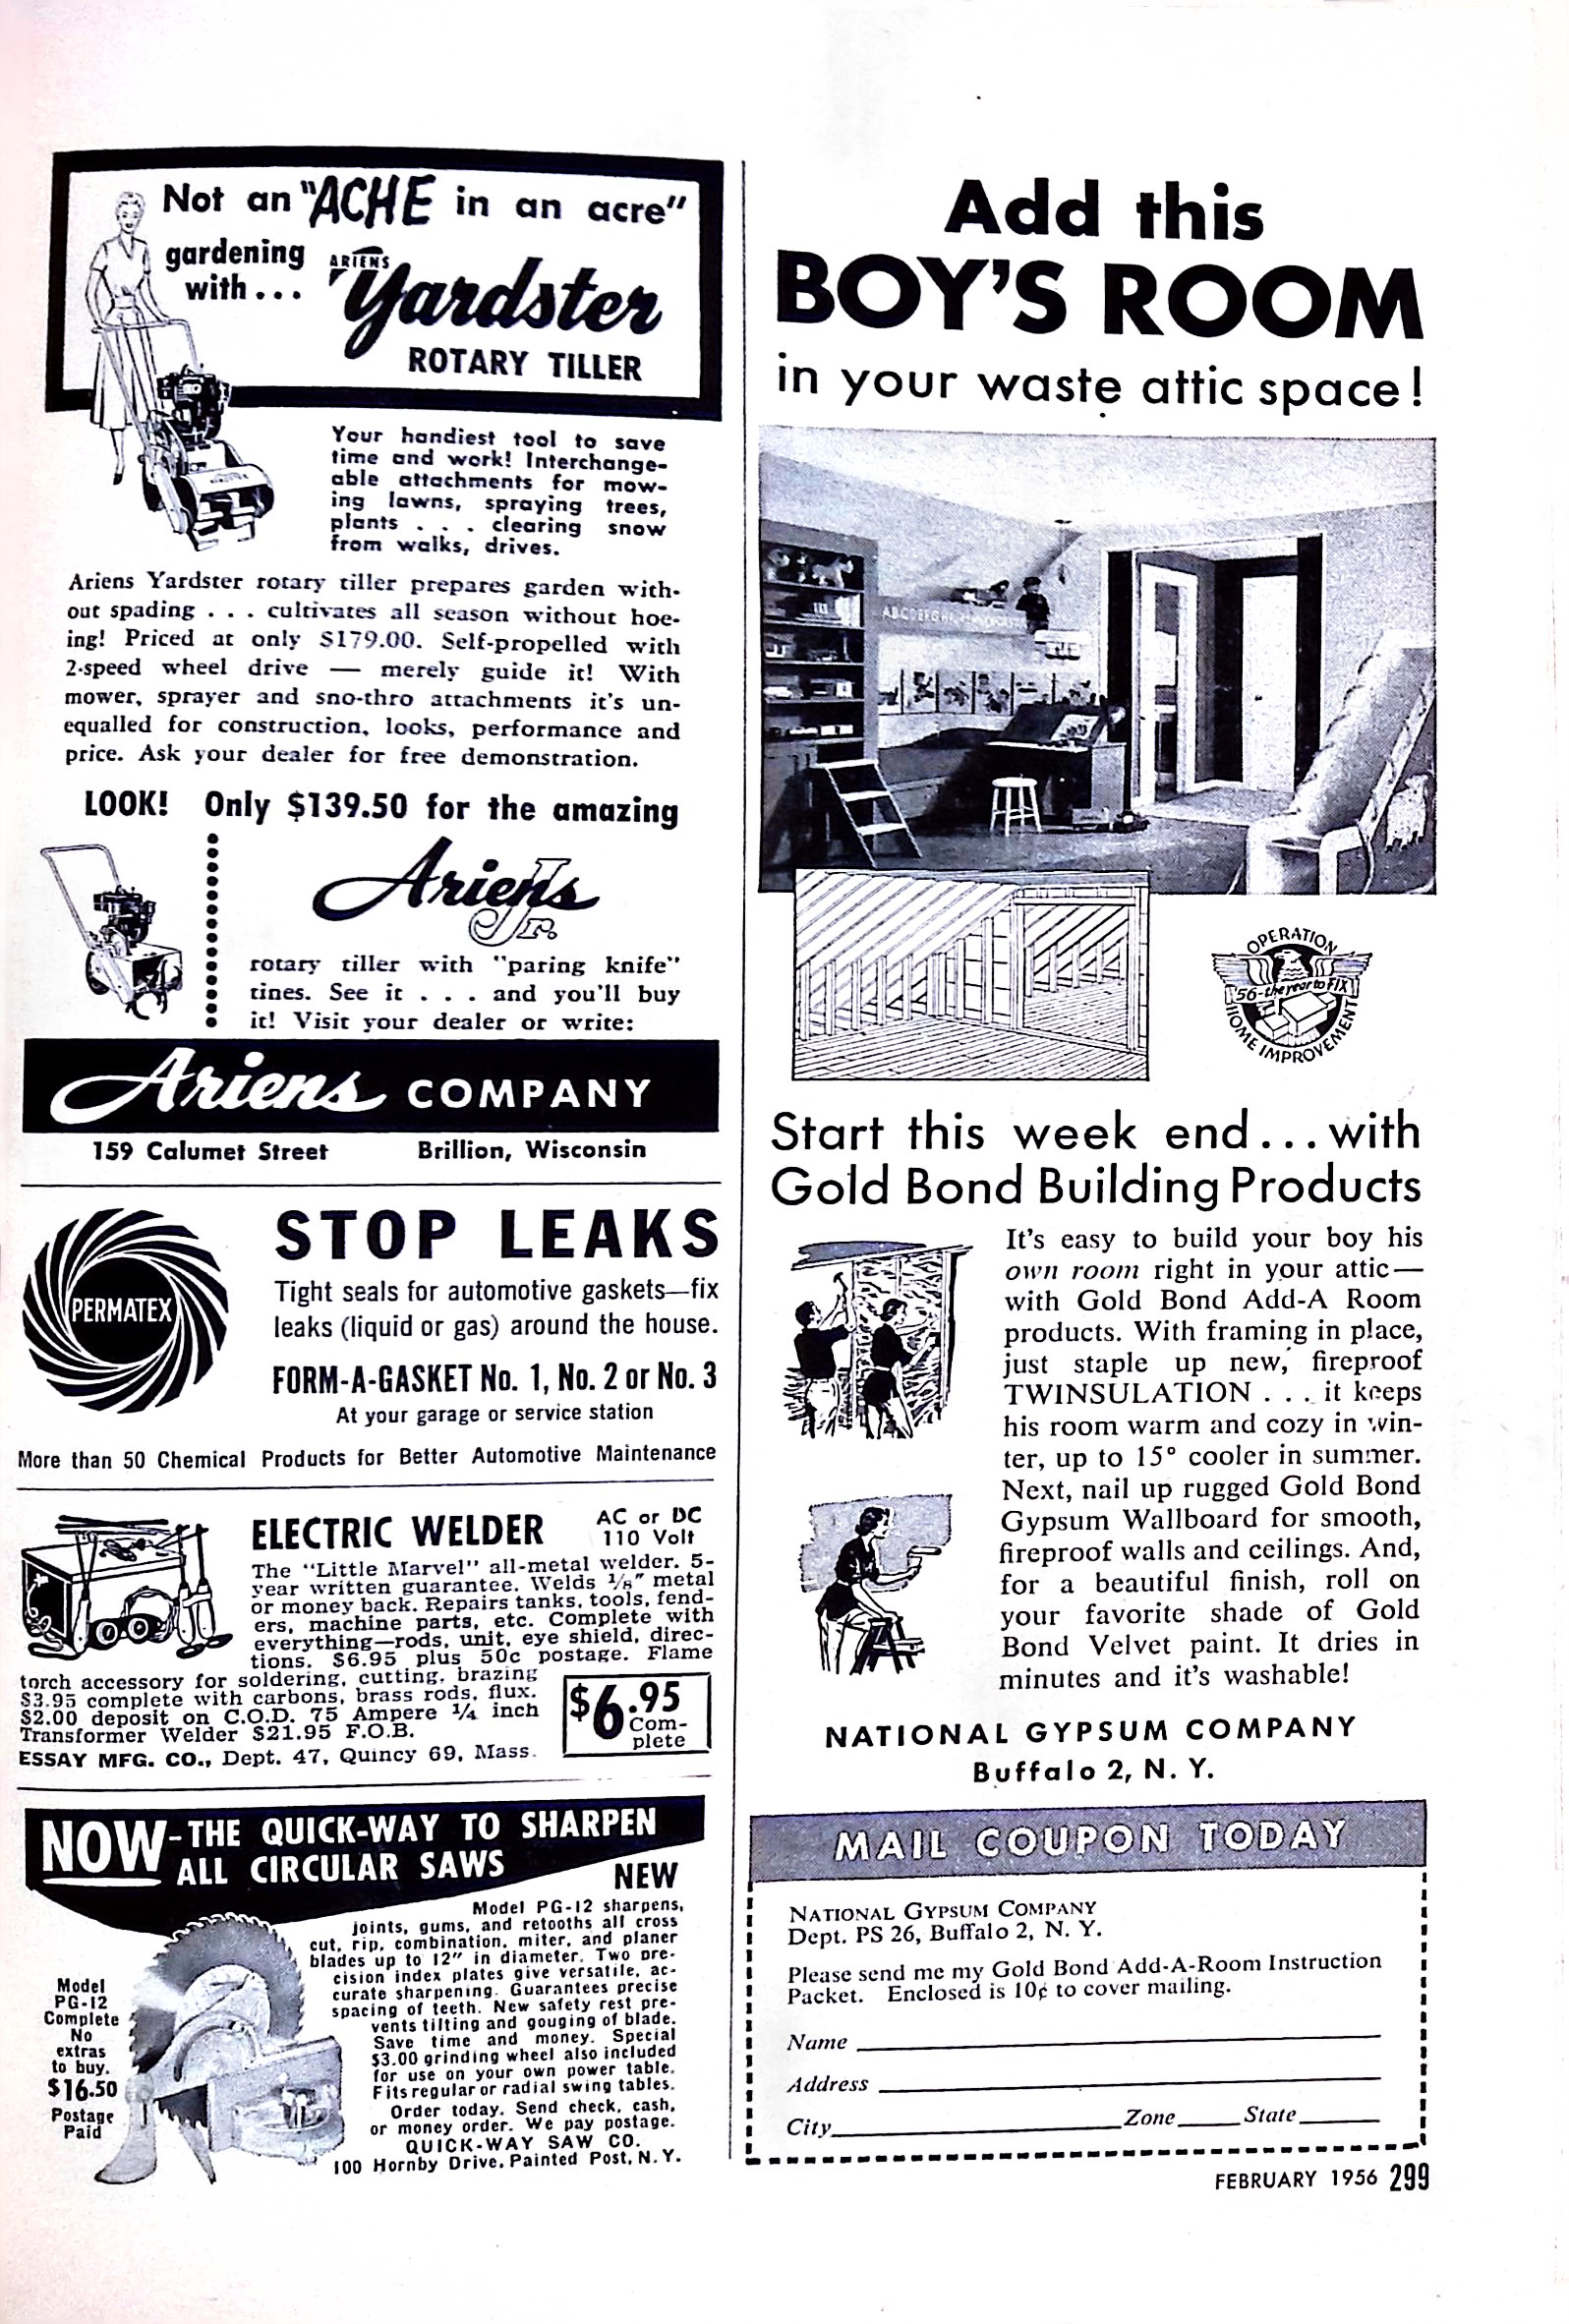 Not an "ACHE in an acre"
gardening
with...
ARIENS
Yardster
ROTARY TILLER
Your handiest tool to save
time and work! Interchange-
able attachments for mow-
ing lawns, spraying trees,
plants . . . clearing snow
from walks, drives.
Ariens Yardster rotary tiller prepares garden with-
out spading . . . cultivates all season without hoe-
ing! Priced at only $179.00. Self-propelled with
2-speed wheel drive — merely guide it! With
mower, sprayer and sno-thro attachments it's un-
equalled for construction, looks, performance and
price. Ask your dealer for free demonstration.
LOOK! Only $139.50 for the amazing
Ariens Jr.
rotary tiller with "paring knife"
tines. See it . . . and you'll buy
it! Visit your dealer or write:
Ariens COMPANY
159 Calumet Street Brillion, Wisconsin
PERMATEX
STOP LEAKS
Tight seals for automotive gaskets—fix
leaks (liquid or gas) around the house.
FORM-A-GASKET No. 1, No. 2 or No. 3
At your garage or service station
More than 50 Chemical Products for Better Automotive Maintenance
ELECTRIC WELDER
AC or DC
110 Volt
The "Little Marvel" all-metal welder. 5-
year written guarantee. Welds 1/8" metal
or money back. Repairs tanks, tools, fend-
ers, machine parts, etc. Complete with
everything—rods, unit, eye shield, direc-
tions. $6.95 plus 50c postage. Flame
torch accessory for soldering, cutting, brazing
$3.95 complete with carbons, brass rods, flux.
$2.00 deposit on C.O.D. 75 Ampere 1/4 inch
Transformer Welder $21.95 F.O.B.
ESSAY MFG. CO., Dept. 47, Quincy 69, Mass.
$6.95
Com-
plete
NOW-THE QUICK-WAY TO SHARPEN
ALL CIRCULAR SAWS
NEW
Model PG-12 sharpens,
joints, gums, and retooths all cross
cut, rip, combination, miter, and planer
blades up to 12" in diameter. Two pre-
cision index plates give versatile, ac-
curate sharpening. Guarantees precise
spacing of teeth. New safety rest pre-
vents tilting and gouging of blade.
Save time and money. Special
$3.00 grinding wheel also included
for use on your own power table.
Fits regular or radial swing tables.
Order today. Send check, cash,
or money order. We pay postage.
QUICK-WAY SAW CO.
100 Hornby Drive, Painted Post, N. Y.
Model
PG-12
Complete
No
extras
to buy.
$16.50
Postage
Paid
Add this
BOY'S ROOM
in your waste attic space!
OPERATION
'56-the year to FIX
HOME IMPROVEMENT
Start this week end...with
Gold Bond Building Products
It's easy to build your boy his
own room right in your attic—
with Gold Bond Add-A Room
products. With framing in place,
just staple up new, fireproof
TWINSULATION . . . it keeps
his room warm and cozy in win-
ter, up to 15° cooler in summer.
Next, nail up rugged Gold Bond
Gypsum Wallboard for smooth,
fireproof walls and ceilings. And,
for a beautiful finish, roll on
your favorite shade of Gold
Bond Velvet paint. It dries in
minutes and it's washable!
NATIONAL GYPSUM COMPANY
Buffalo 2, N. Y.
MAIL COUPON TODAY
NATIONAL GYPSUM COMPANY
Dept. PS 26, Buffalo 2, N. Y.
Please send me my Gold Bond Add-A-Room Instruction
Packet. Enclosed is 10¢ to cover mailing.
Name
Address
City Zone State
FEBRUARY 1956 299